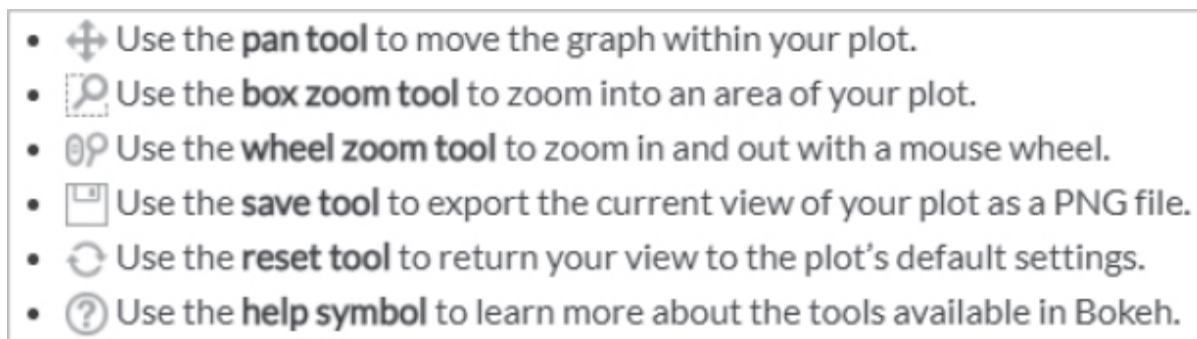 • Use the pan tool to move the graph within your plot.
• Use the box zoom tool to zoom into an area of your plot.
• Use the wheel zoom tool to zoom in and out with a mouse wheel.
• Use the save tool to export the current view of your plot as a PNG file.
• Use the reset tool to return your view to the plot’s default settings.
• Use the help symbol to learn more about the tools available in Bokeh.